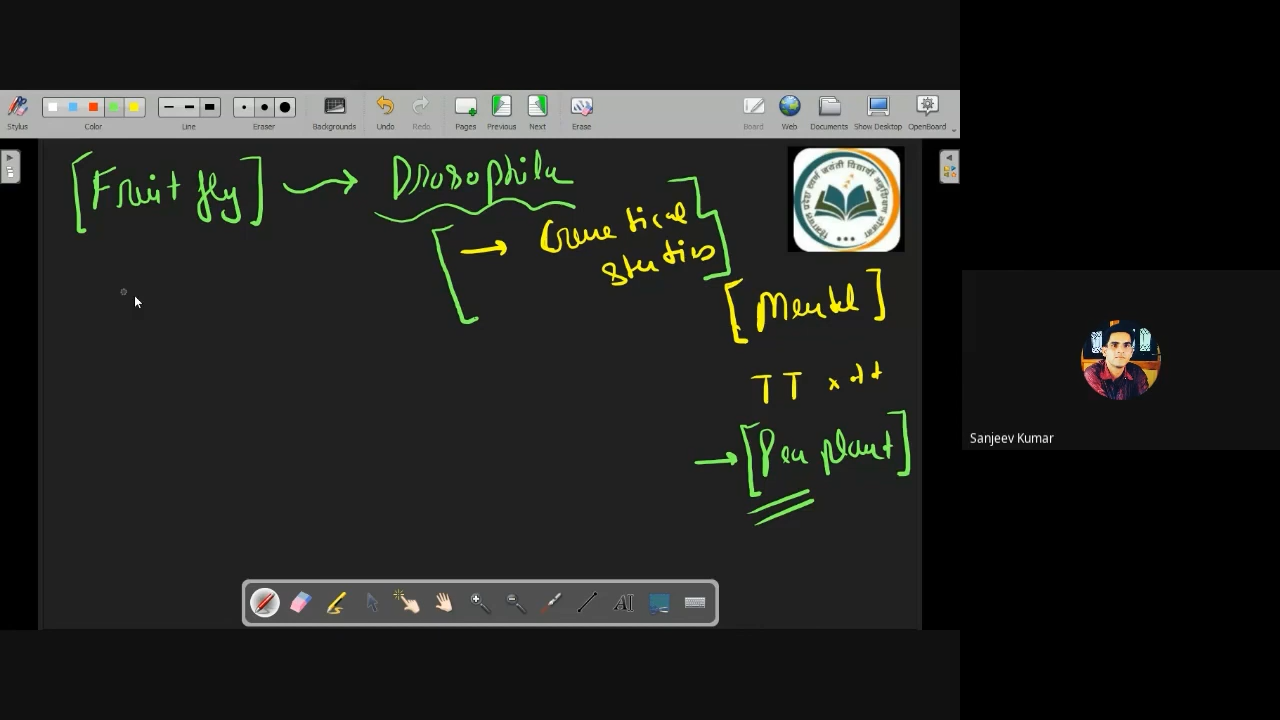 Stylus
Color
Line
Eraser
Backgrounds
Undo
Redo
Pages
Previous
Next
Erase
Board
Web
Documents
Show Desktop
OpenBoard
[Fruit fly] → Drosophila
→ Genetical
Studies
[Mendel]
TT x tt
→ [Pea plant]
AI
Sanjeev Kumar